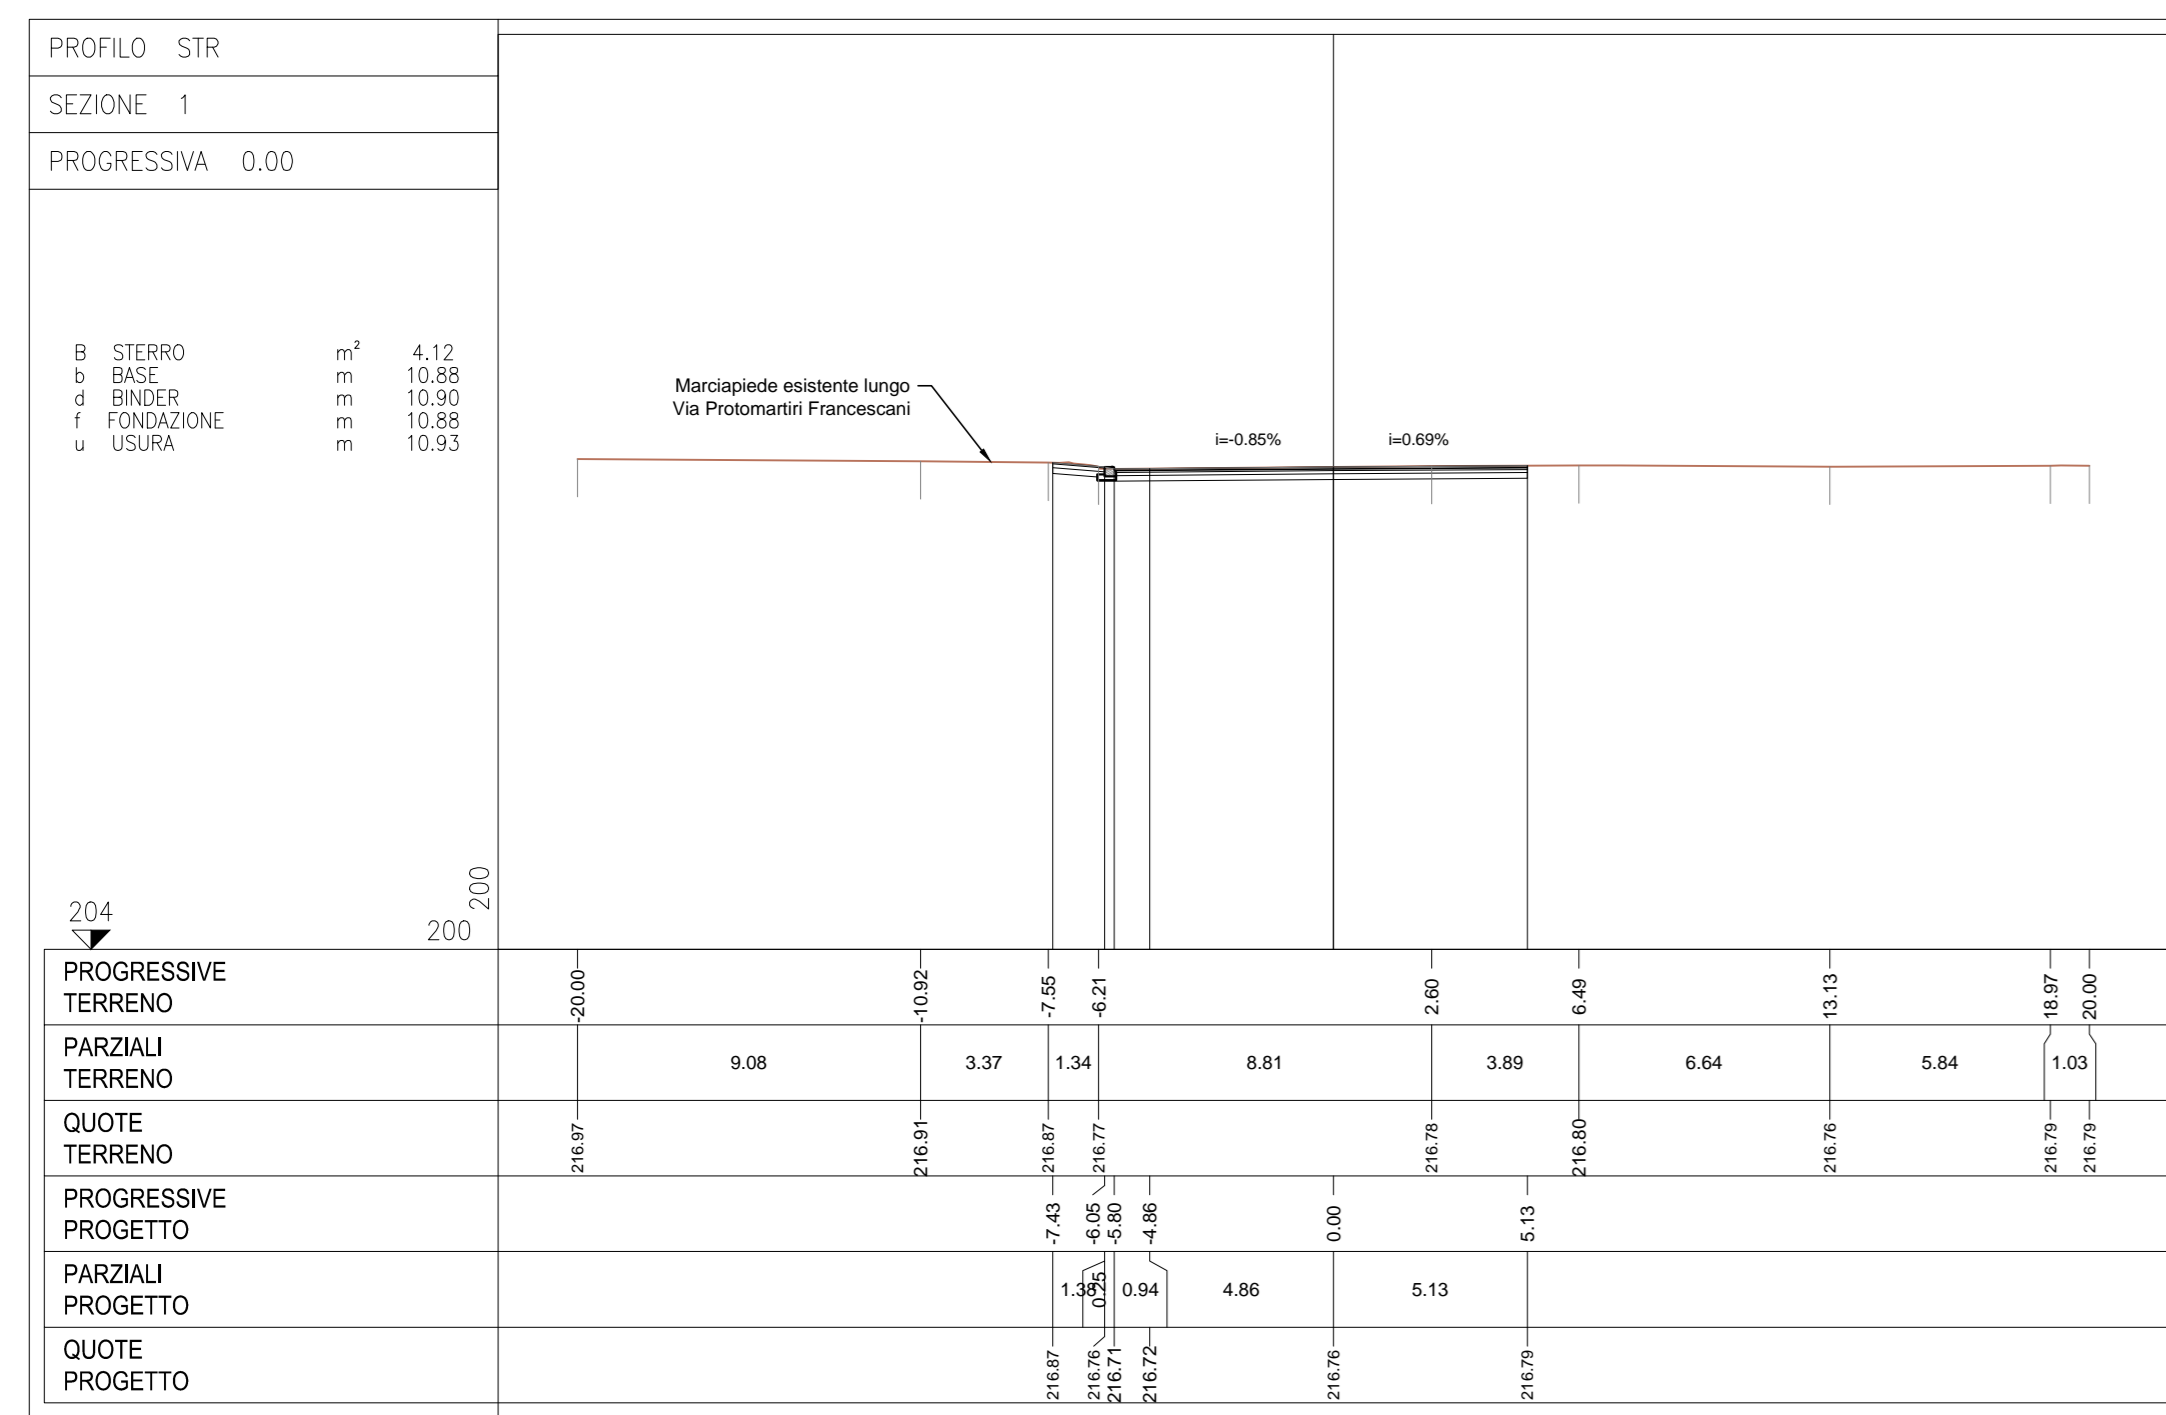 PROFILO STR
SEZIONE 1
PROGRESSIVA 0.00
B STERRO m² 4.12
b BASE m 10.88
d BINDER m 10.90
f FONDAZIONE m 10.88
u USURA m 10.93
Marciapiede esistente lungo
Via Protomartiri Francescani
i=-0.85% i=0.69%
204
200
200
PROGRESSIVE
TERRENO
-20.00 -10.92 -7.55 -6.21 2.60 6.49 13.13 18.97 20.00
PARZIALI
TERRENO
9.08 3.37 1.34 8.81 3.89 6.64 5.84 1.03
QUOTE
TERRENO
216.97 216.91 216.87 216.77 216.78 216.80 216.76 216.79 216.79
PROGRESSIVE
PROGETTO
-7.43 -6.05 -5.80 -4.86 0.00 5.13
PARZIALI
PROGETTO
1.38 0.25 0.94 4.86 5.13
QUOTE
PROGETTO
216.87 216.76 216.71 216.72 216.76 216.79